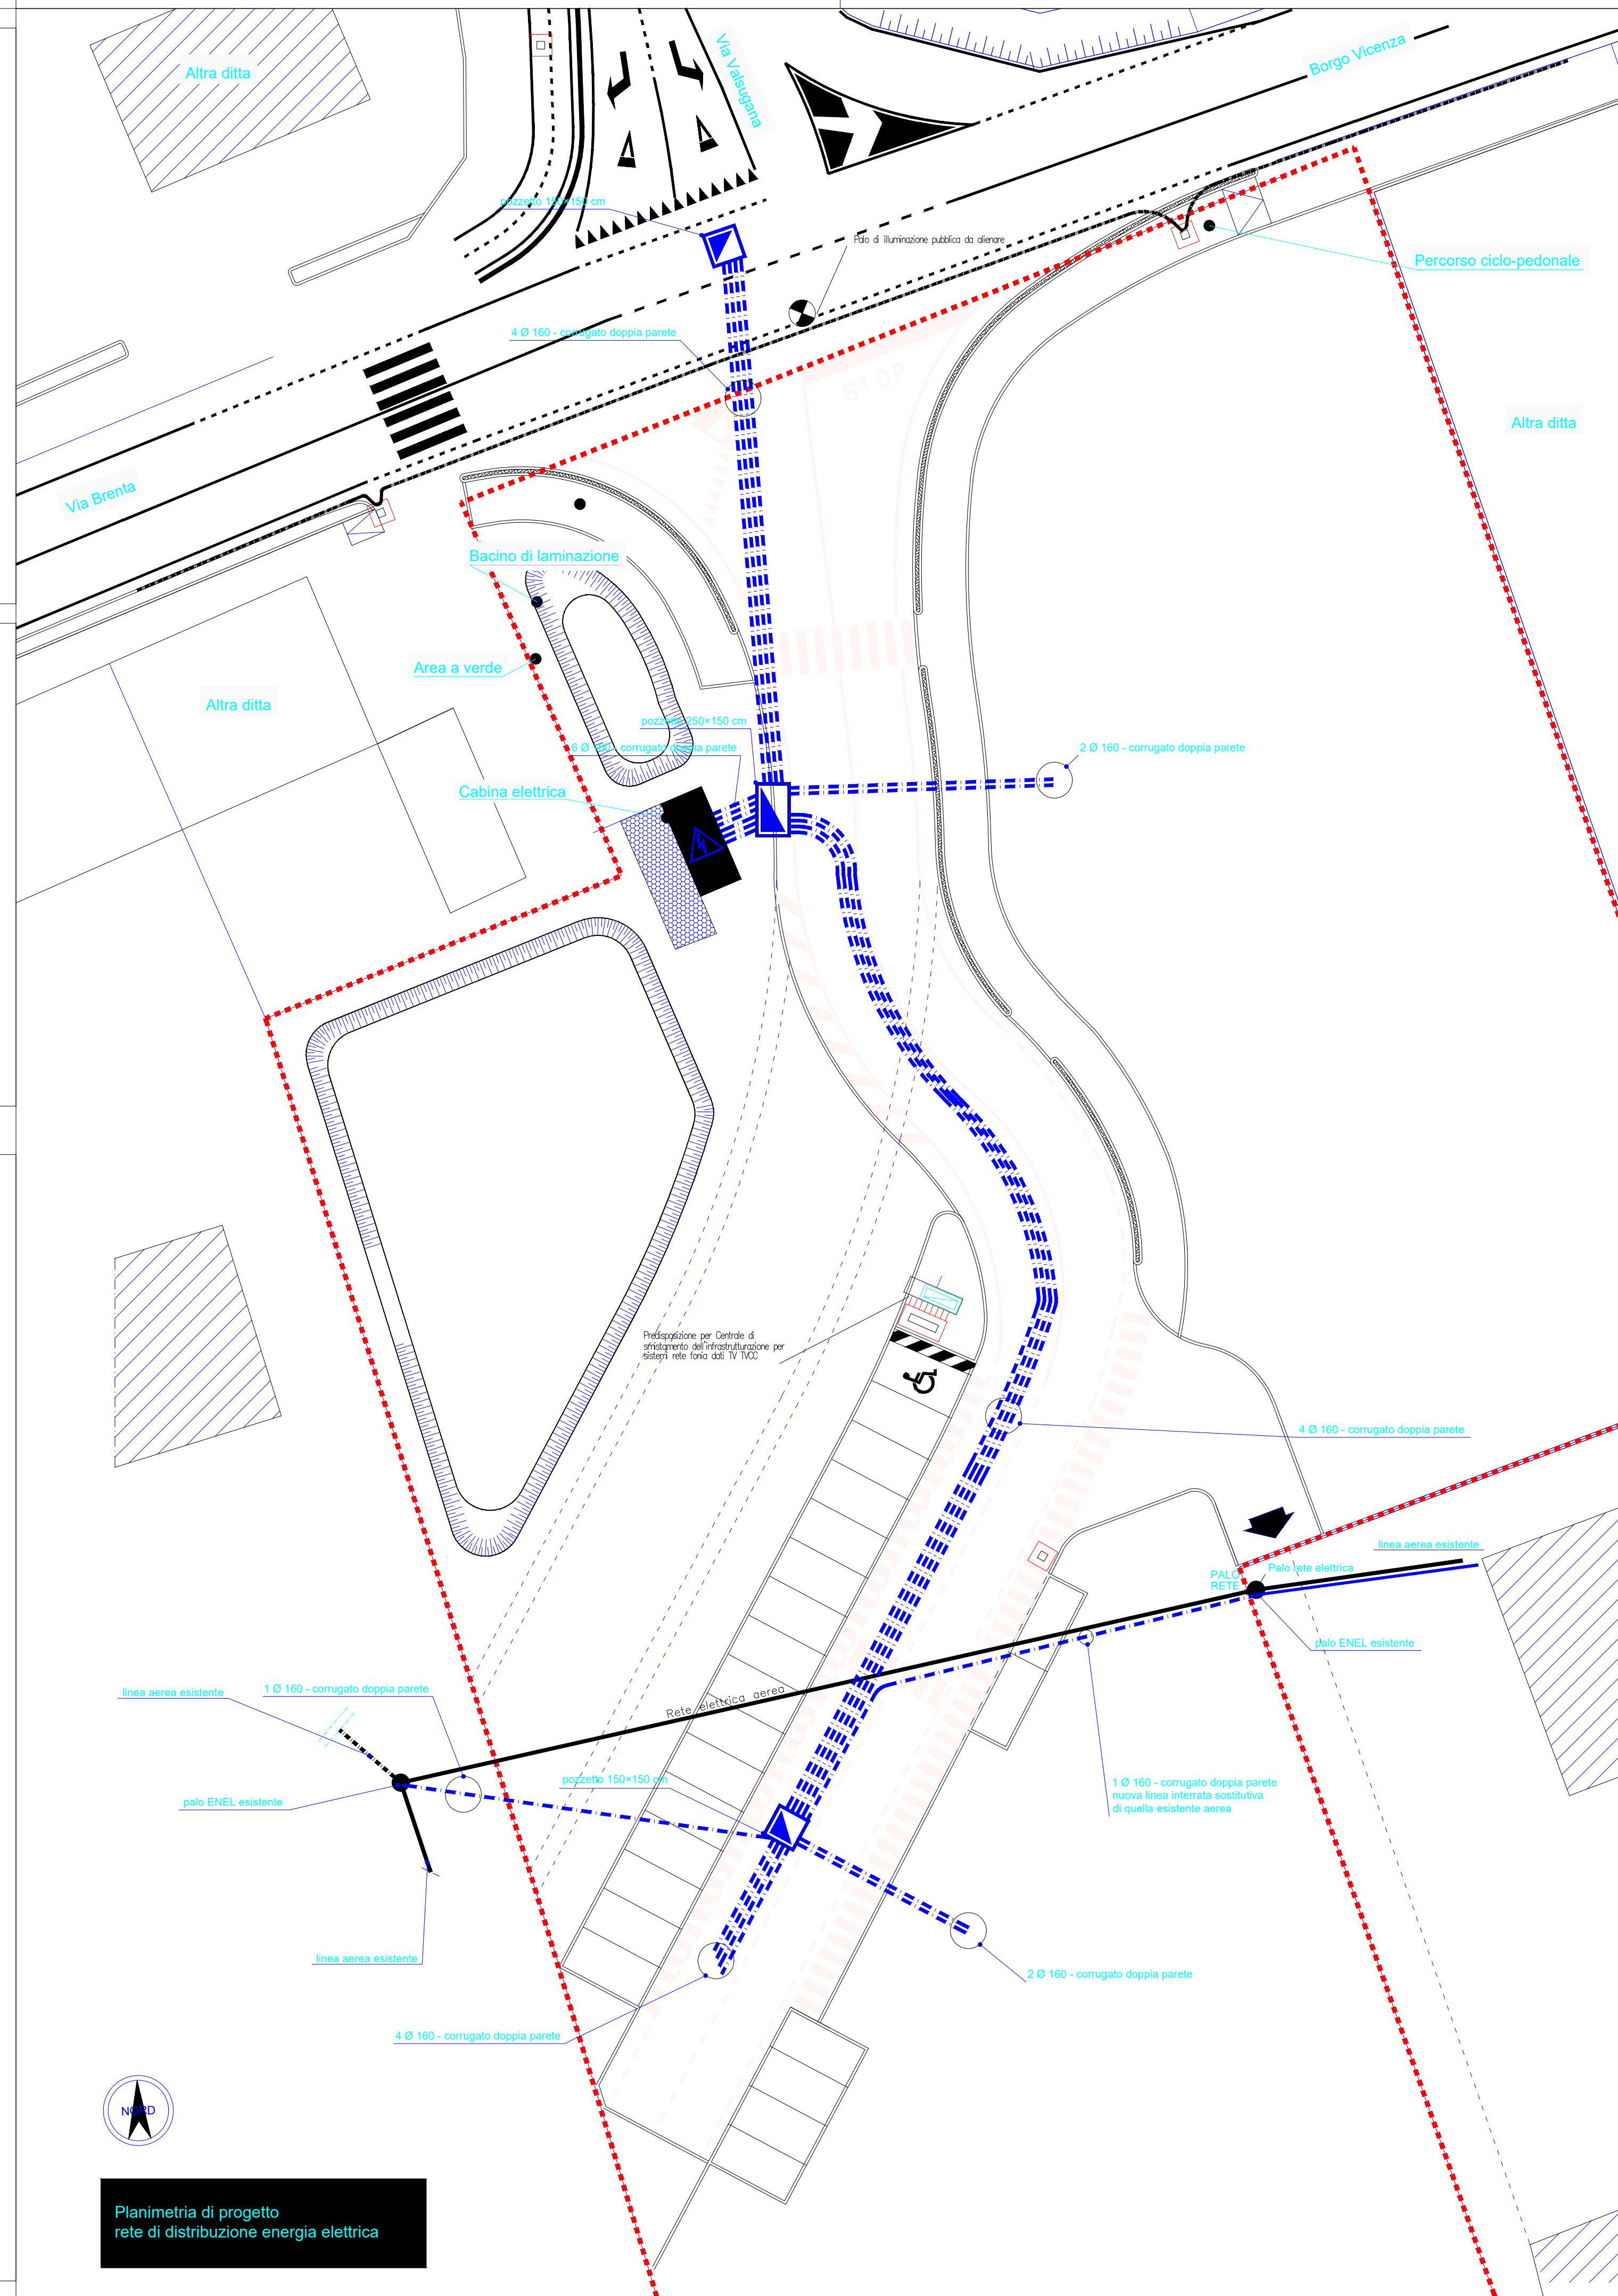 Altra ditta
Via Valsugana
Borgo Vicenza
pozzetto 150×150 cm
Palo di illuminazione pubblica da alienare
Percorso ciclo-pedonale
4 Ø 160 - corrugato doppia parete
STOP
Altra ditta
Via Brenta
Bacino di laminazione
Area a verde
Altra ditta
pozzetto 250×150 cm
6 Ø 160 - corrugato doppia parete
2 Ø 160 - corrugato doppia parete
Cabina elettrica
Predisposizione per Centrale di
smistamento dell'infrastrutturazione per
sistemi rete fonia dati TV TVCC
4 Ø 160 - corrugato doppia parete
linea aerea esistente
Palo rete elettrica
PALO
RETE
palo ENEL esistente
linea aerea esistente
1 Ø 160 - corrugato doppia parete
Rete elettrica aerea
pozzetto 150×150 cm
1 Ø 160 - corrugato doppia parete
nuova linea interrata sostitutiva
di quella esistente aerea
palo ENEL esistente
linea aerea esistente
2 Ø 160 - corrugato doppia parete
4 Ø 160 - corrugato doppia parete
NORD
Planimetria di progetto
rete di distribuzione energia elettrica